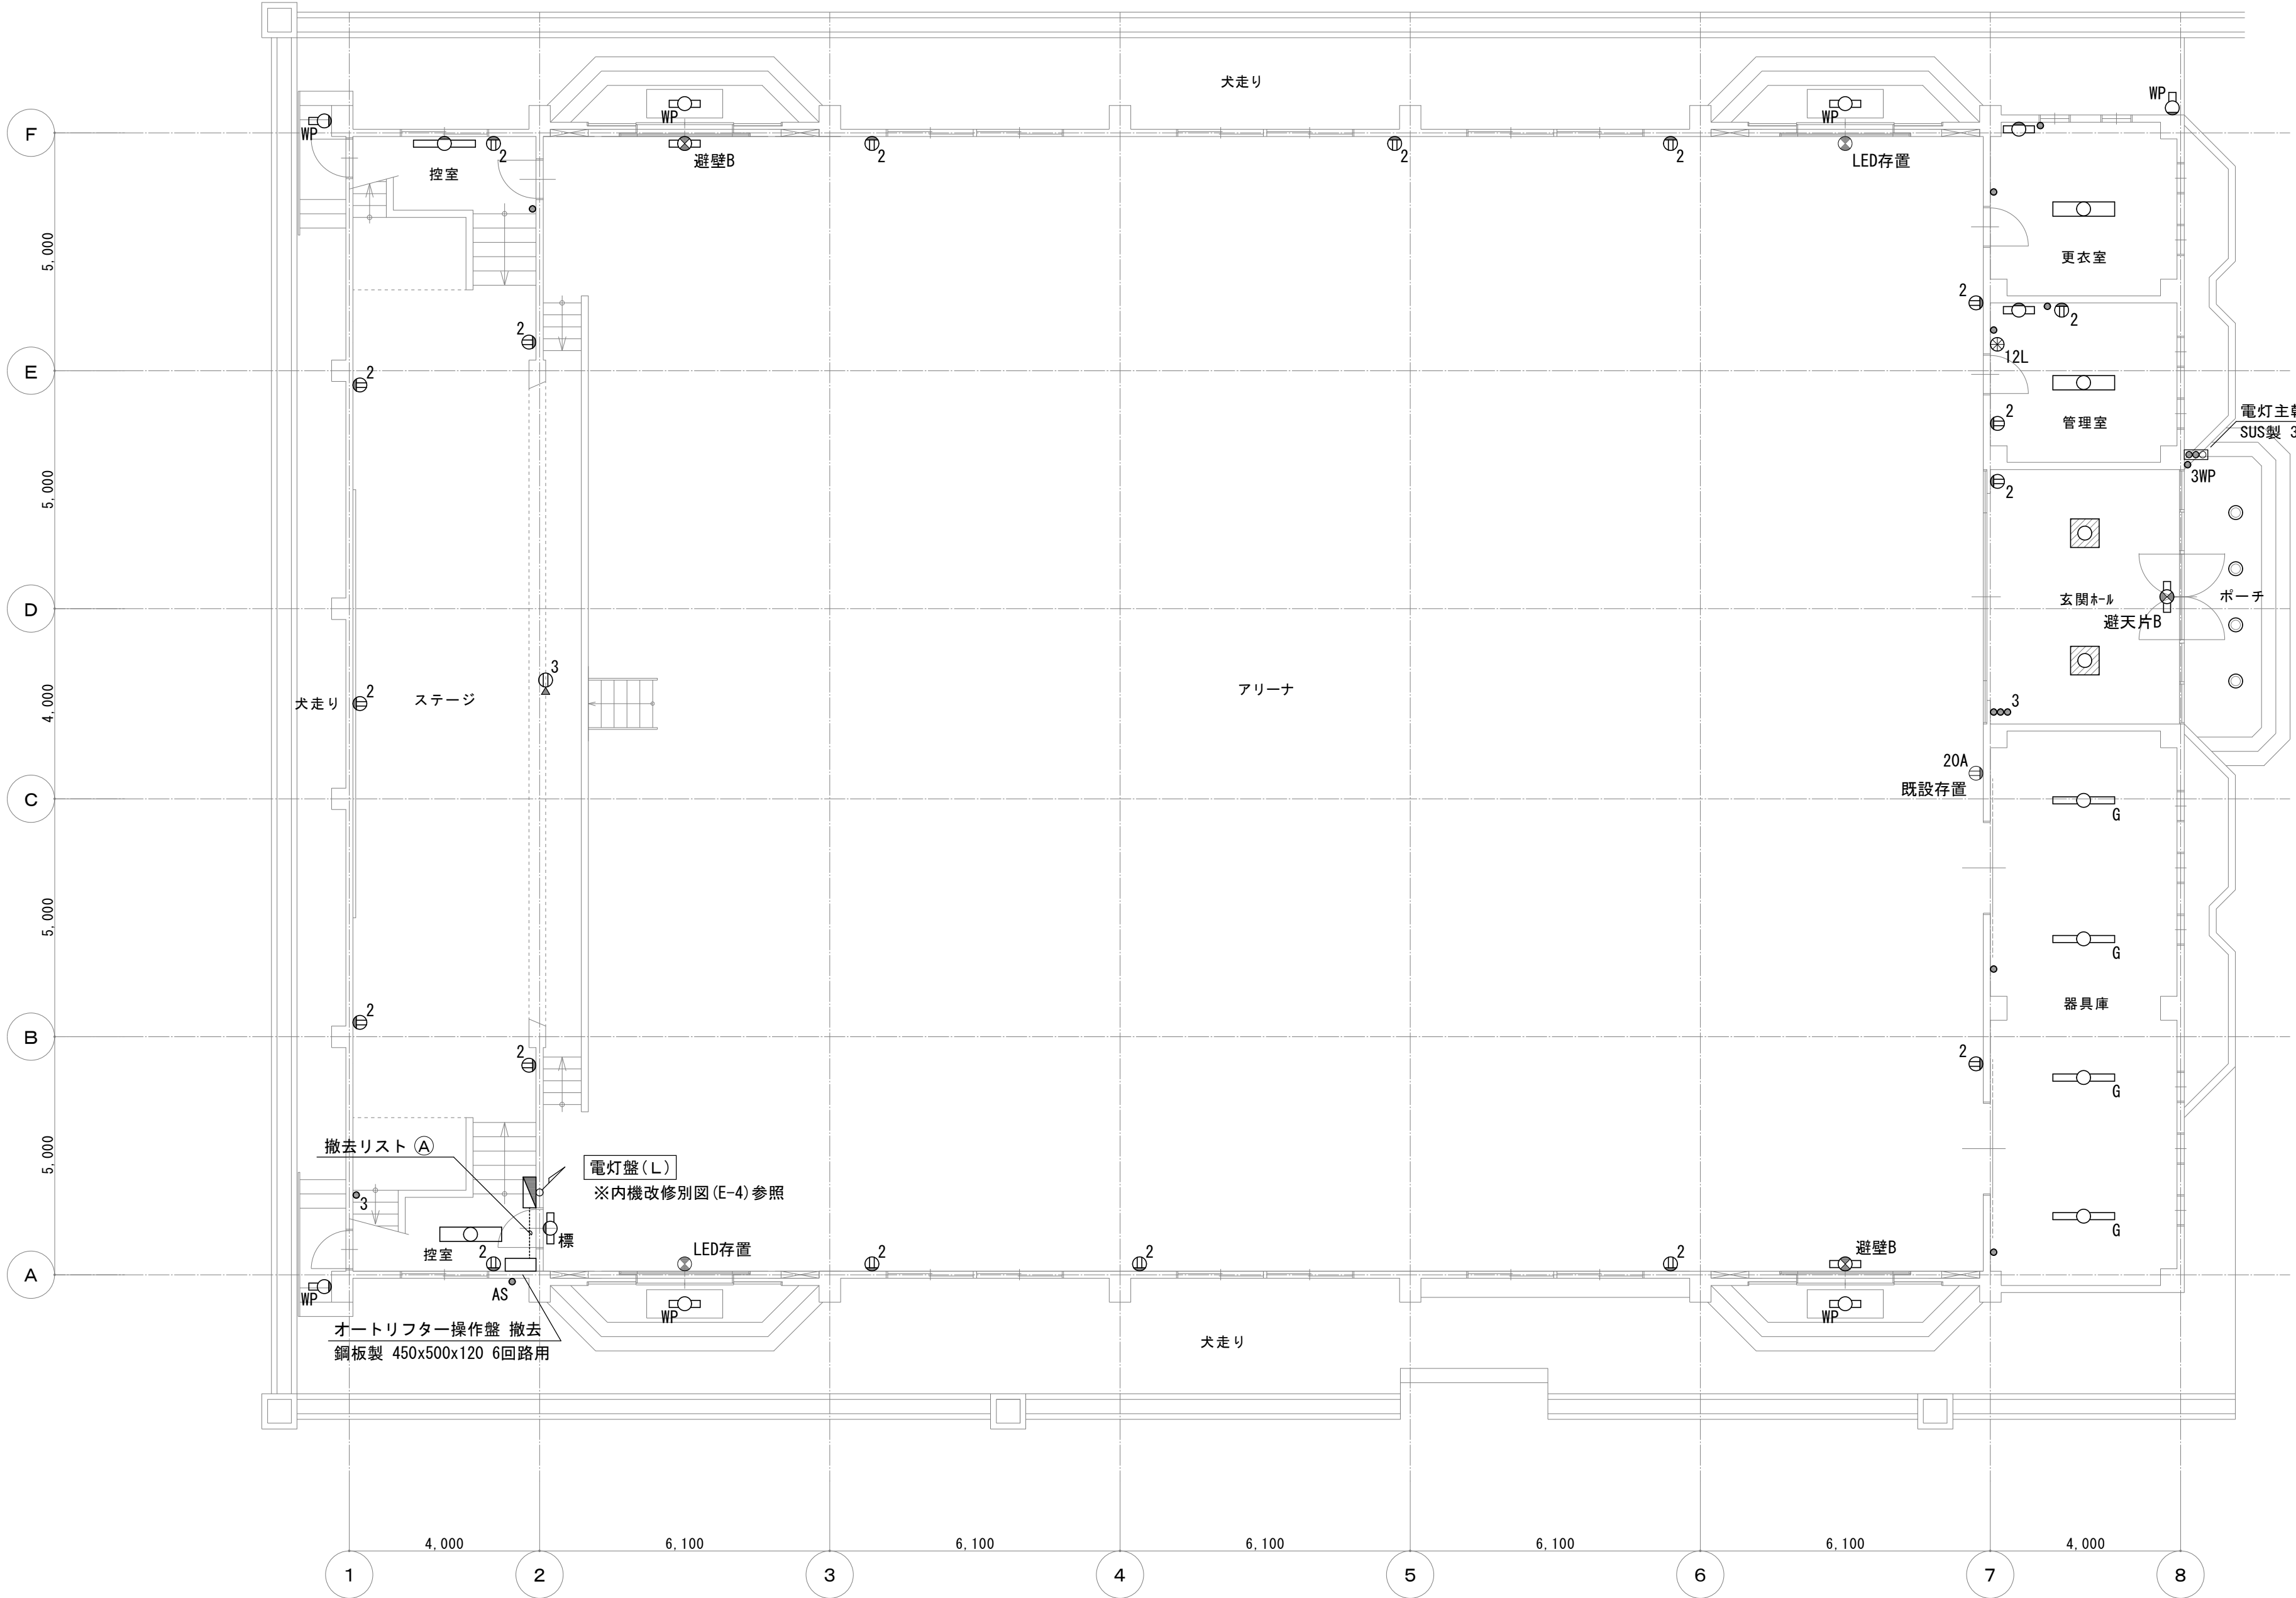 犬走り
WP
F
WP
WP
WP
控室
2
避壁B
2
2
2
LED存置
5,000
更衣室
2
2
2
12L
E
2
2
管理室
電灯主
SUS製 3
3WP
2
5,000
D
玄関ホール
ポーチ
避天片B
3
2
犬走り
ステージ
アリーナ
4,000
3
20A
既設存置
C
G
5,000
G
2
器具庫
B
2
2
G
5,000
撤去リスト Ⓐ
電灯盤(L)
※内機改修別図(E-4)参照
3
標
G
控室
2
LED存置
2
2
2
避壁B
A
WP
AS
WP
WP
オートリフター操作盤 撤去
鋼板製 450x500x120 6回路用
犬走り
4,000
6,100
6,100
6,100
6,100
6,100
4,000
1
2
3
4
5
6
7
8